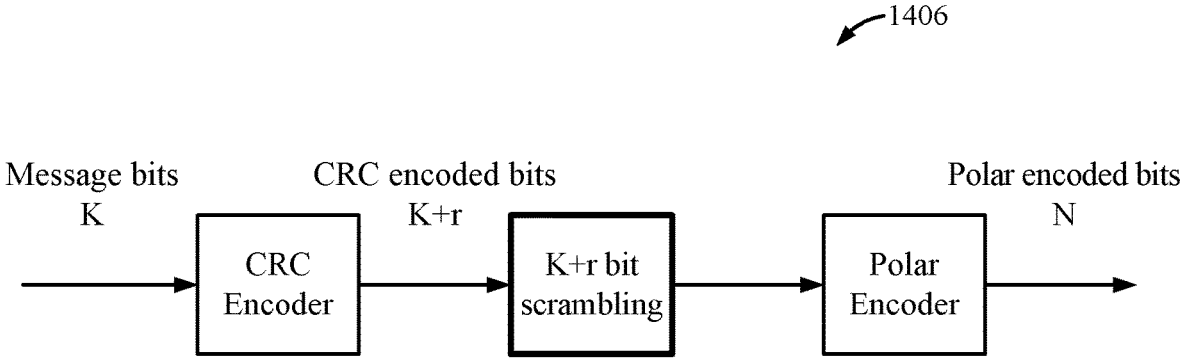 1406
Message bits
K
CRC encoded bits
K+r
Polar encoded bits
N
CRC
Encoder
K+r bit
scrambling
Polar
Encoder